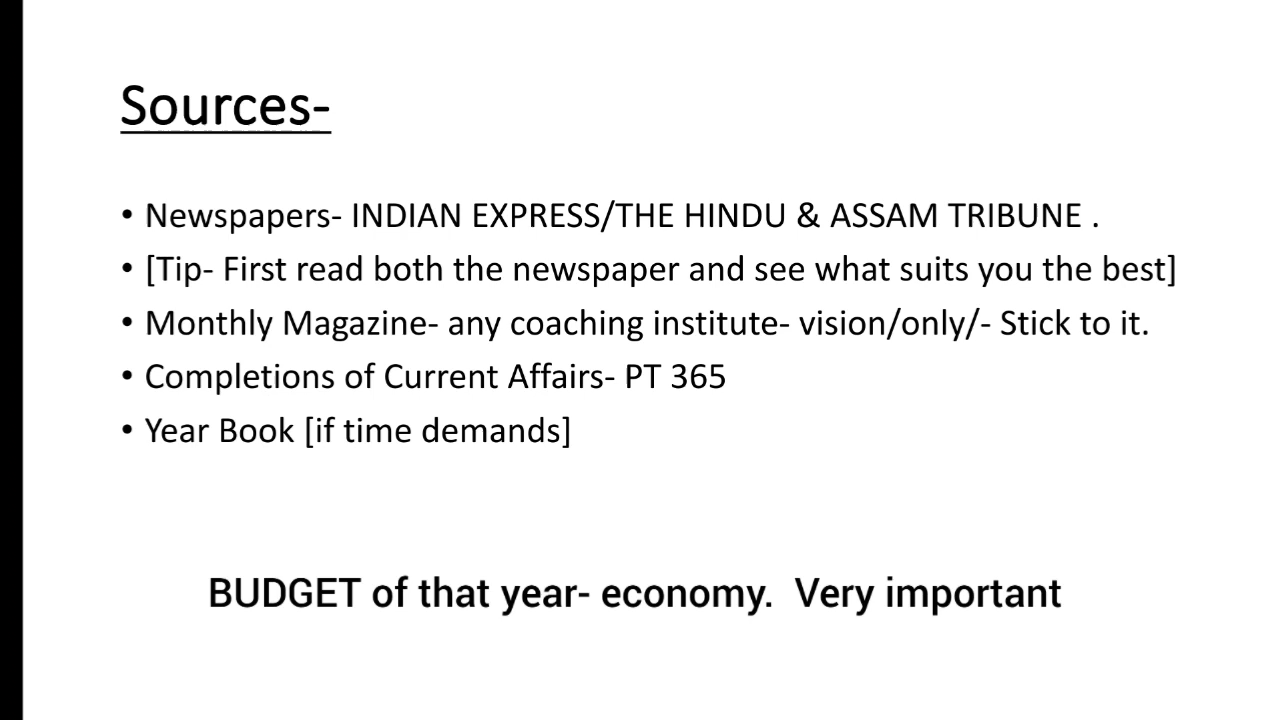 Sources-
• Newspapers- INDIAN EXPRESS/THE HINDU & ASSAM TRIBUNE .
• [Tip- First read both the newspaper and see what suits you the best]
• Monthly Magazine- any coaching institute- vision/only/- Stick to it.
• Completions of Current Affairs- PT 365
• Year Book [if time demands]
BUDGET of that year- economy. Very important